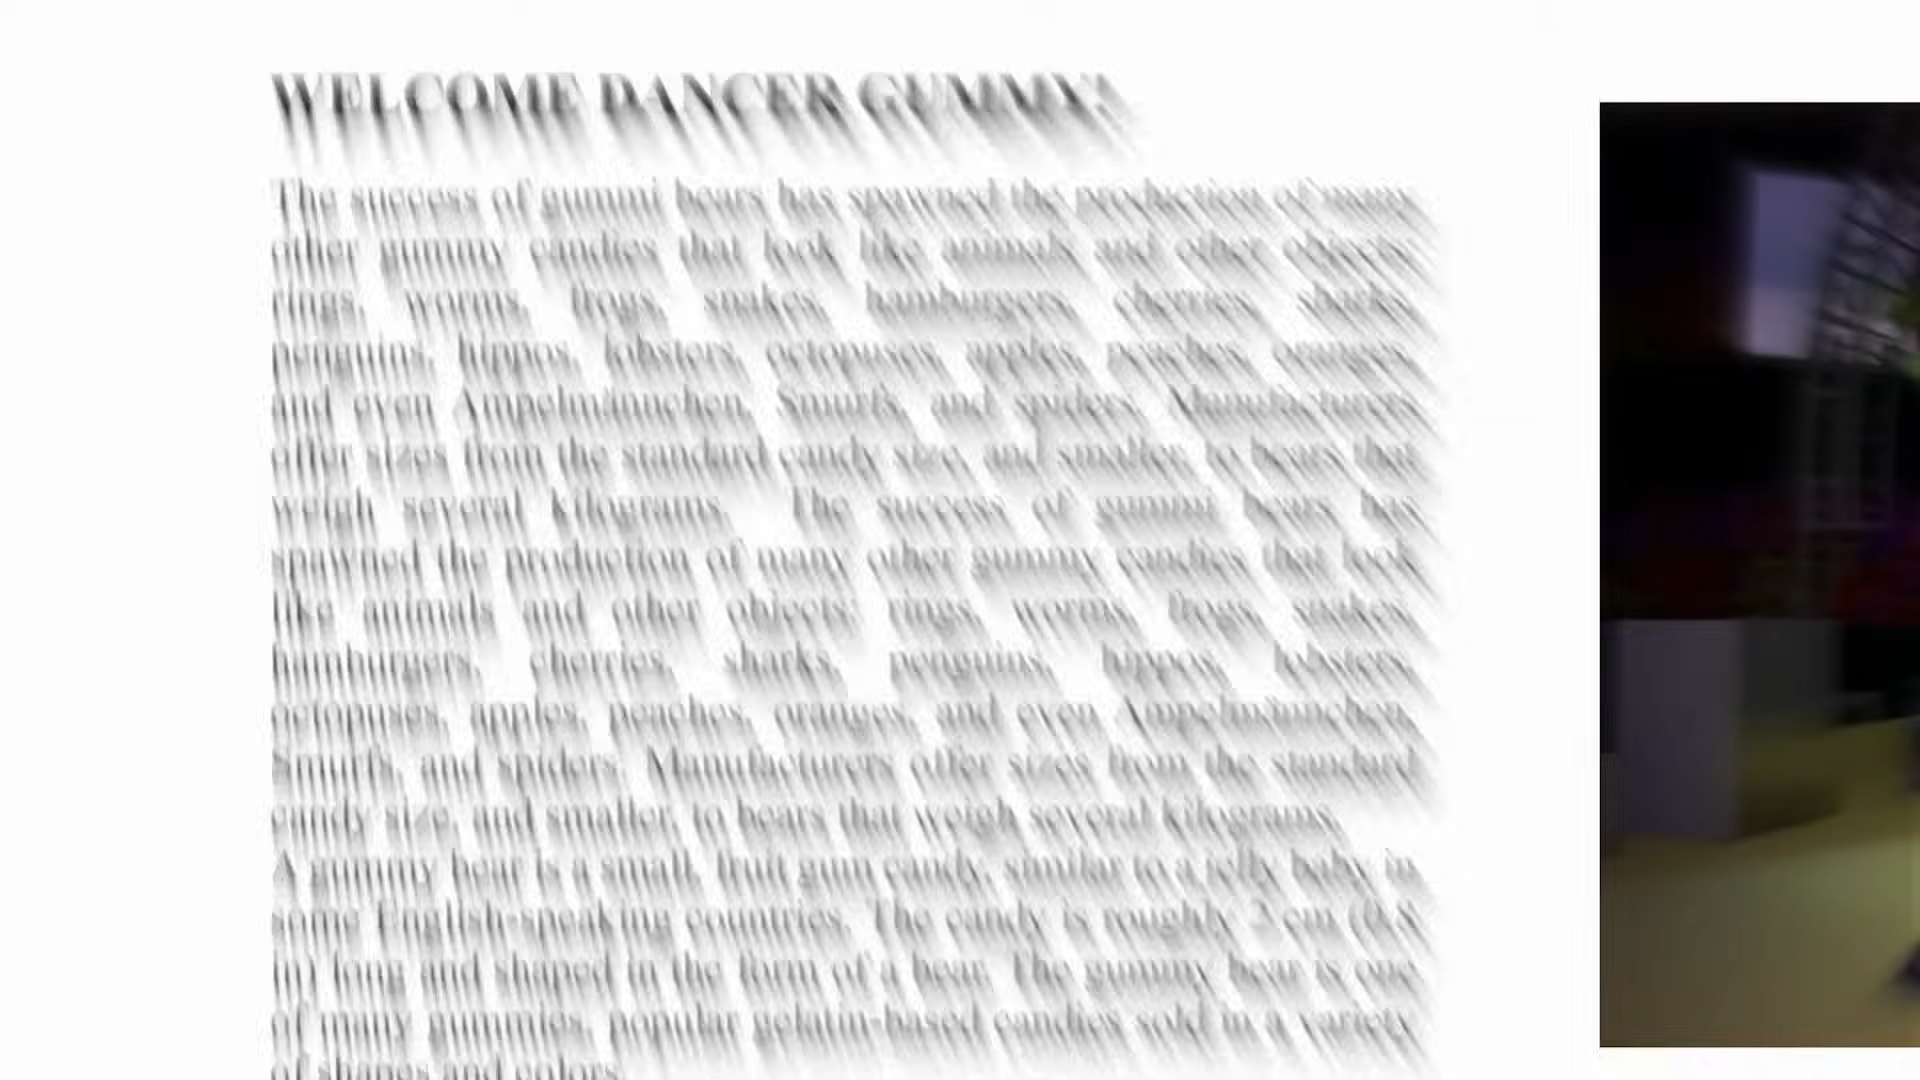 WELCOME DANCER GUMMY!
The success of gummi bears has spawned the production of many
other gummy candies that look like animals and other objects:
rings, worms, frogs, snakes, hamburgers, cherries, sharks,
penguins, hippos, lobsters, octopuses, apples, peaches, oranges,
and even Ampelmännchen, Smurfs, and spiders. Manufacturers
offer sizes from the standard candy size, and smaller, to bears that
weigh several kilograms. The success of gummi bears has
spawned the production of many other gummy candies that look
like animals and other objects: rings, worms, frogs, snakes,
hamburgers, cherries, sharks, penguins, hippos, lobsters,
octopuses, apples, peaches, oranges, and even Ampelmännchen,
Smurfs, and spiders. Manufacturers offer sizes from the standard
candy size, and smaller, to bears that weigh several kilograms.
A gummy bear is a small, fruit gum candy, similar to a jelly baby in
some English-speaking countries. The candy is roughly 2 cm (0.8
in) long and shaped in the form of a bear. The gummy bear is one
of many gummies, popular gelatin-based candies sold in a variety
of shapes and colors.